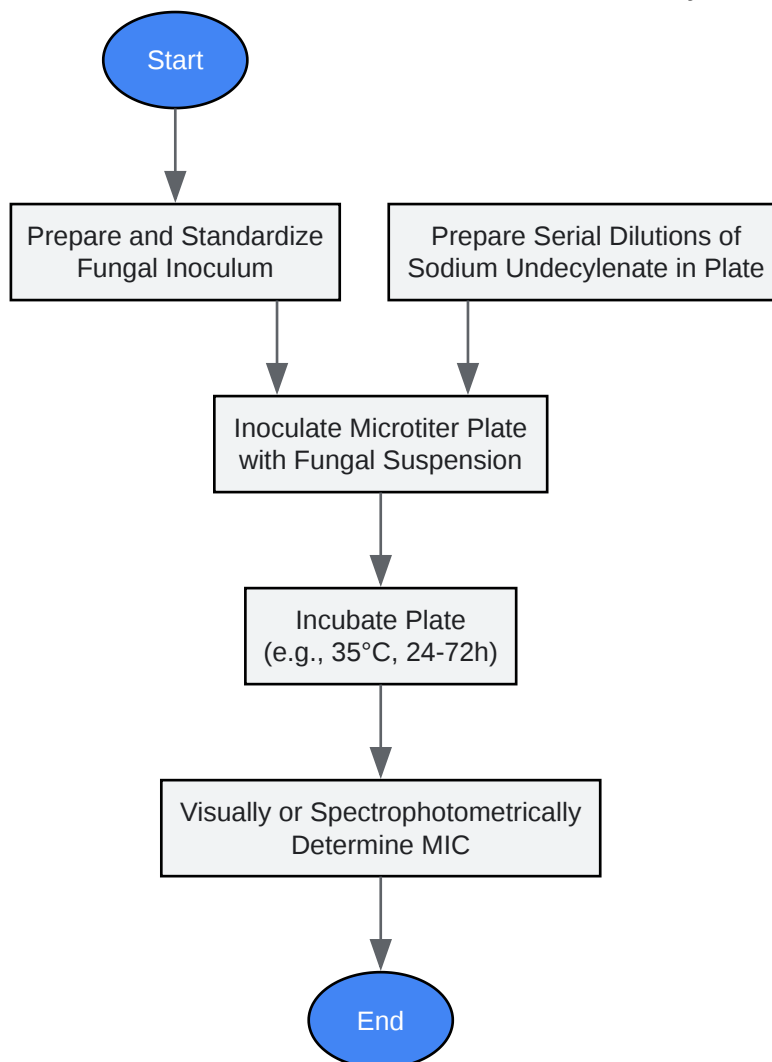 Start
Prepare and Standardize
Fungal Inoculum
Prepare Serial Dilutions of
Sodium Undecylenate in Plate
Inoculate Microtiter Plate
with Fungal Suspension
Incubate Plate
(e.g., 35°C, 24-72h)
Visually or Spectrophotometrically
Determine MIC
End